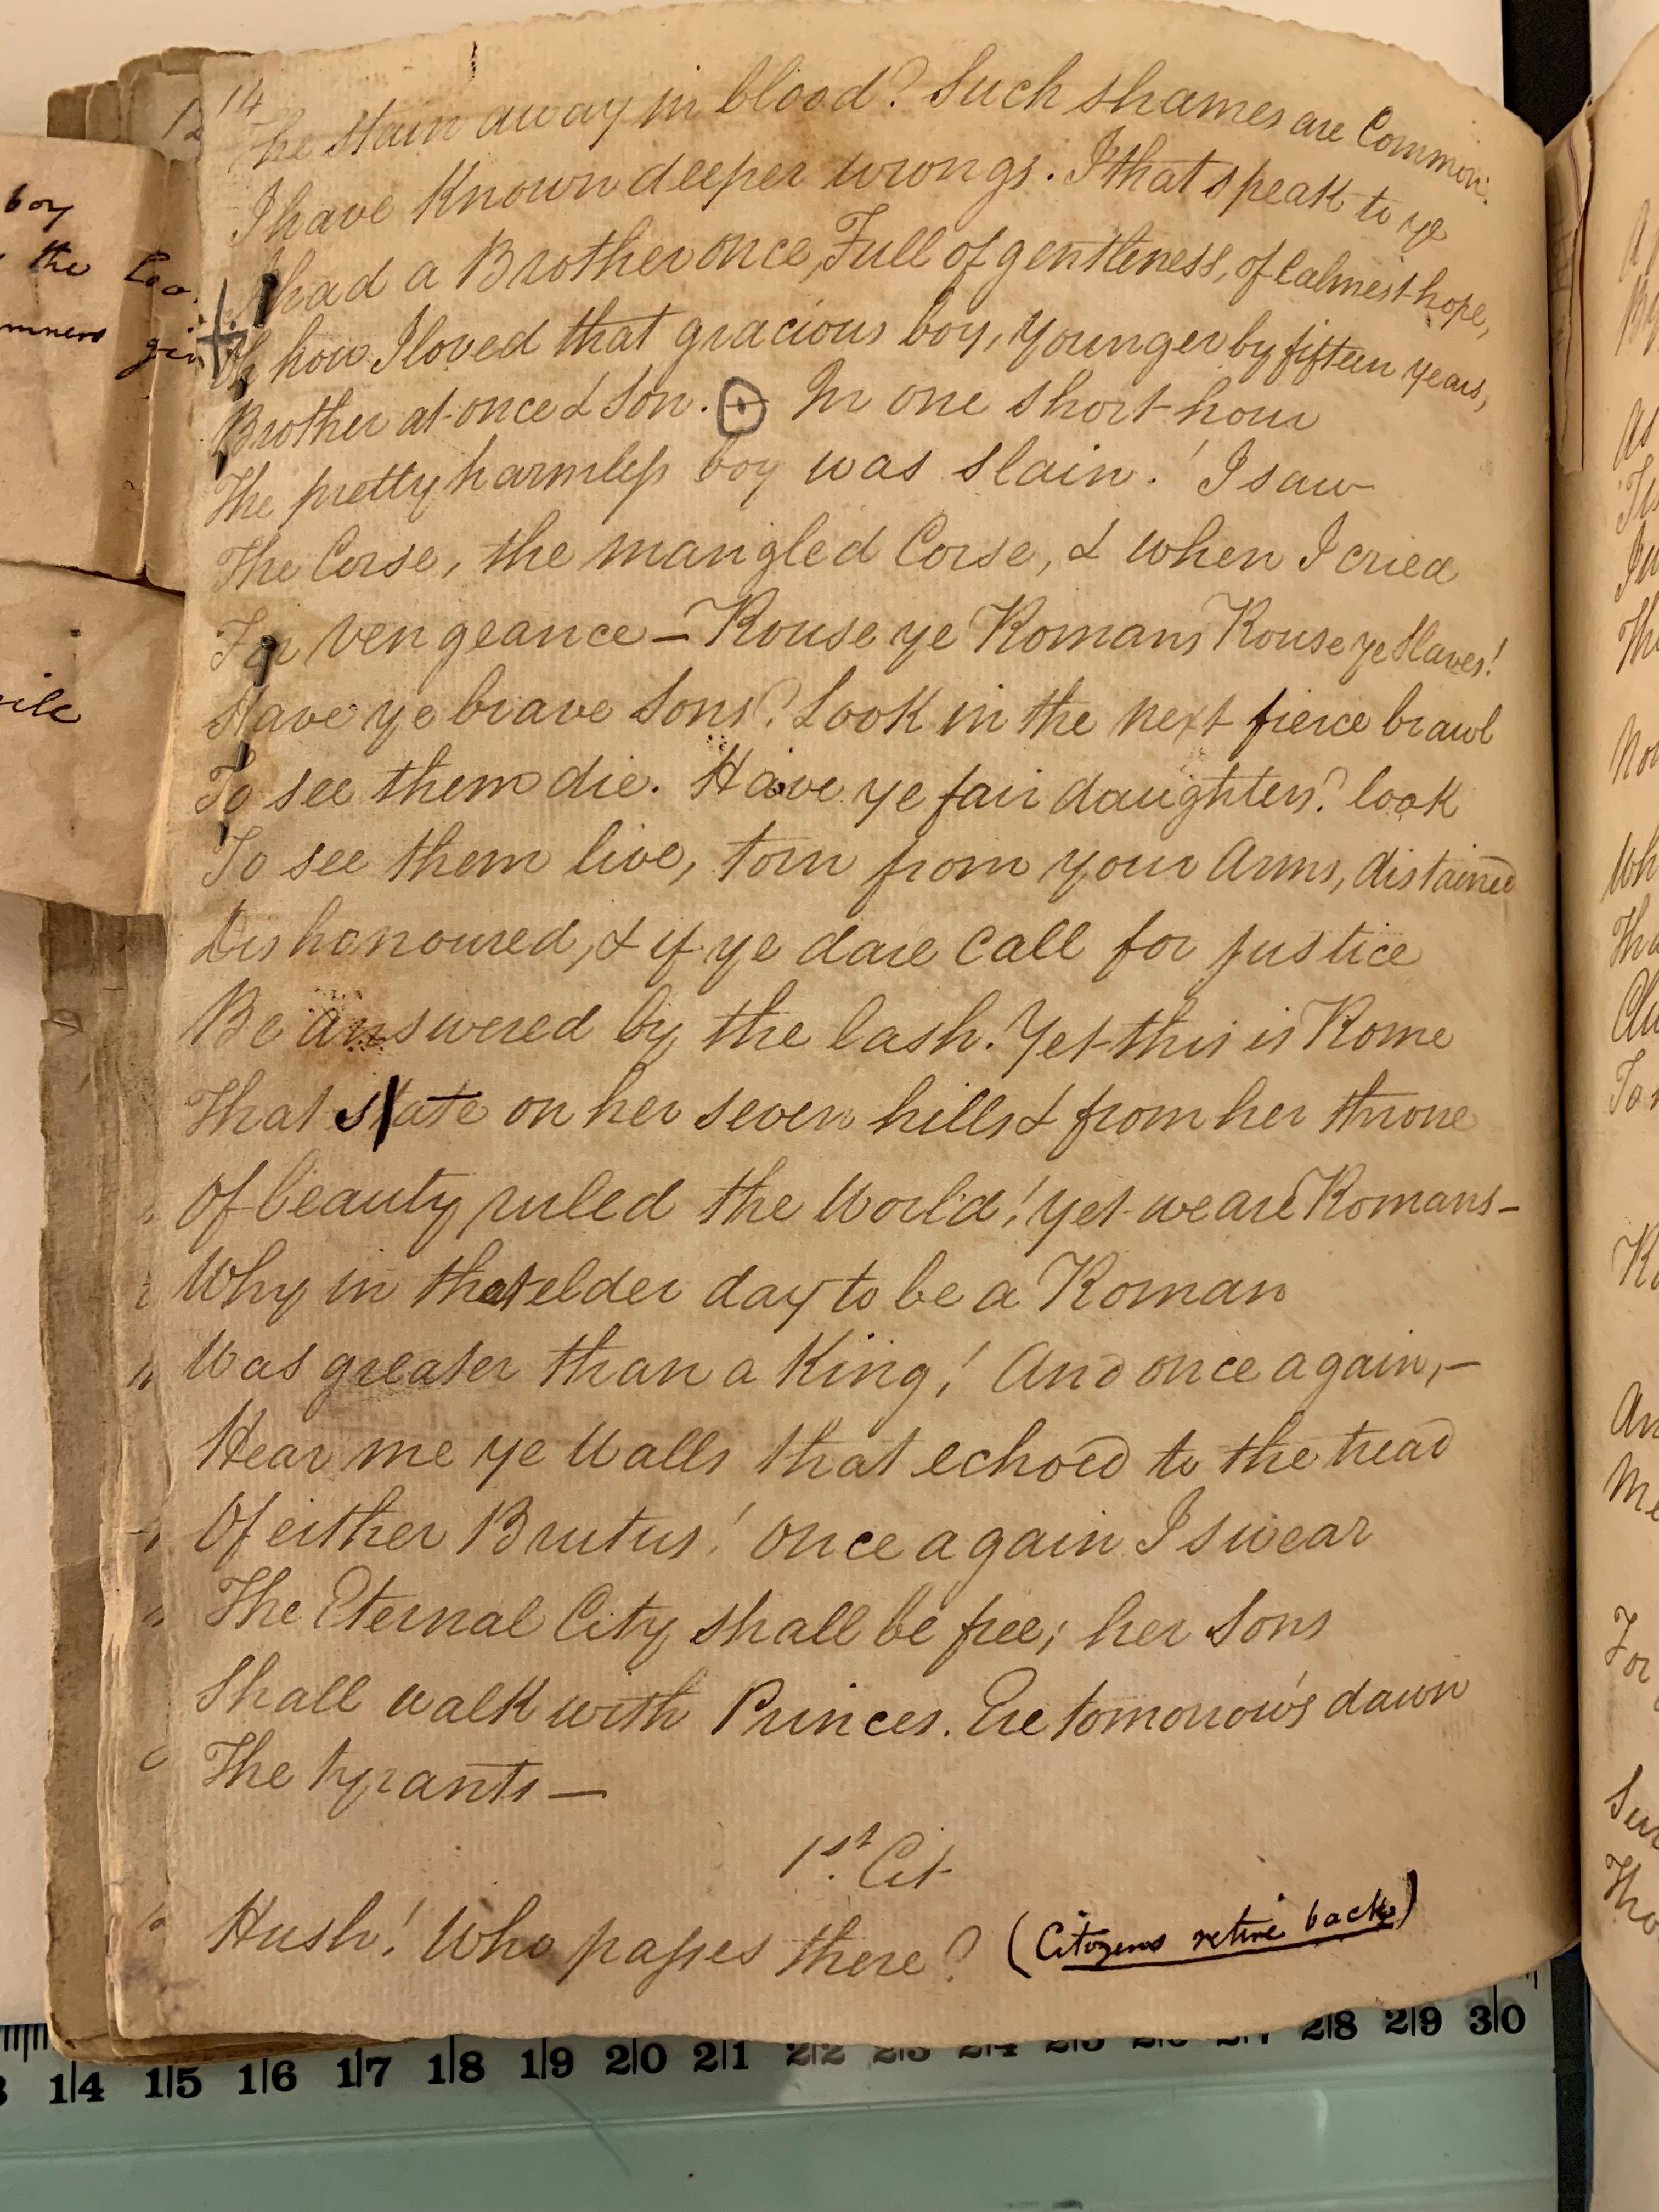 14
The stain away in blood? Such shames are Common.
I have Known deeper wrongs. I that speak to ye
I had a Brother once, Full of gentleness, of Calmest hope,
Oh how I loved that gracious boy, Younger by fifteen years,
Brother at once & Son. In one short hour
The pretty harmless boy was slain! I saw
The Corse, the mangled Corse, & when I cried
For Vengeance – Rouse ye Romans Rouse ye Slaves!
Have ye brave Sons? Look in the next fierce brawl
To see them die. Have ye fair daughters? look
To see them live, torn from your Arms, distained
Dishonoured, & if ye dare Call for justice
Be answered by the lash. Yet this is Rome
That sate on her seven hills & from her throne
Of beauty ruled the World! Yet we are Romans –
Why in that elder day to be a Roman
Was greater than a King! And once again, –
Hear me ye Walls that echoed to the tread
Of either Brutus! Once again I swear
The Eternal City shall be free; her Sons
Shall walk with Princes. Ere tomorrow's dawn
The tyrants –
1st. Cit
Hush! Who passes there? (Citizens retire back)
boy
the
14 15 16 17 18 19 20 21 22 23 24 25 26 27 28 29 30